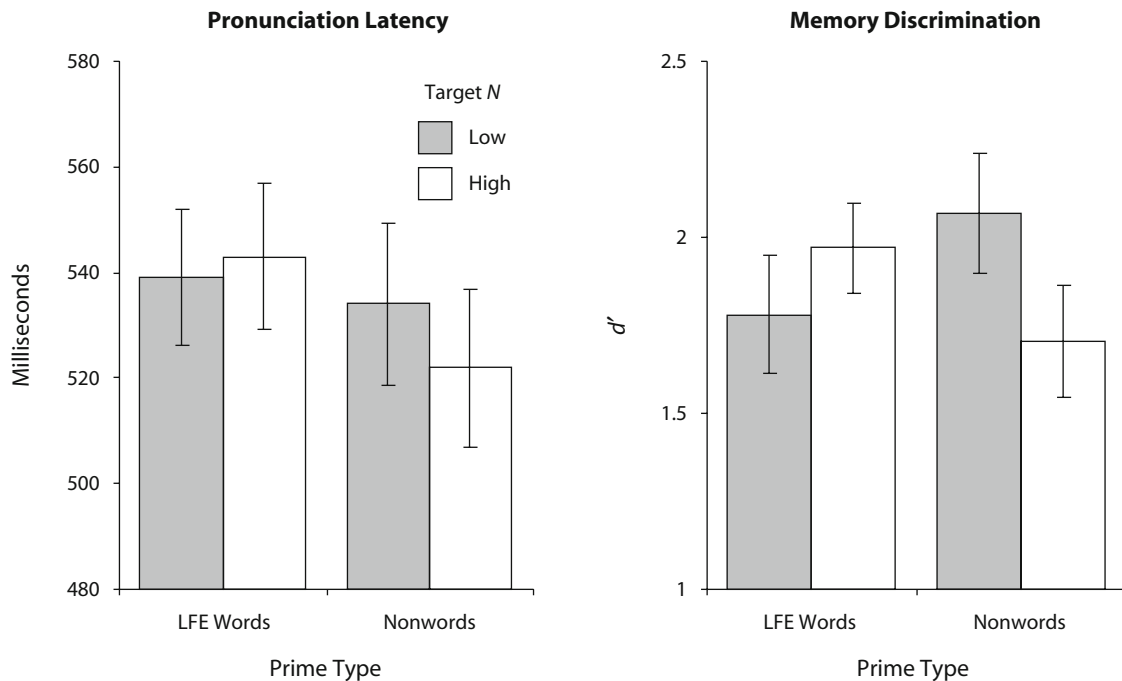 Pronunciation Latency
580
560
540
520
500
480
Milliseconds
Target N
Low
High
LFE Words
Nonwords
Prime Type
Memory Discrimination
2.5
2
1.5
1
d′
LFE Words
Nonwords
Prime Type